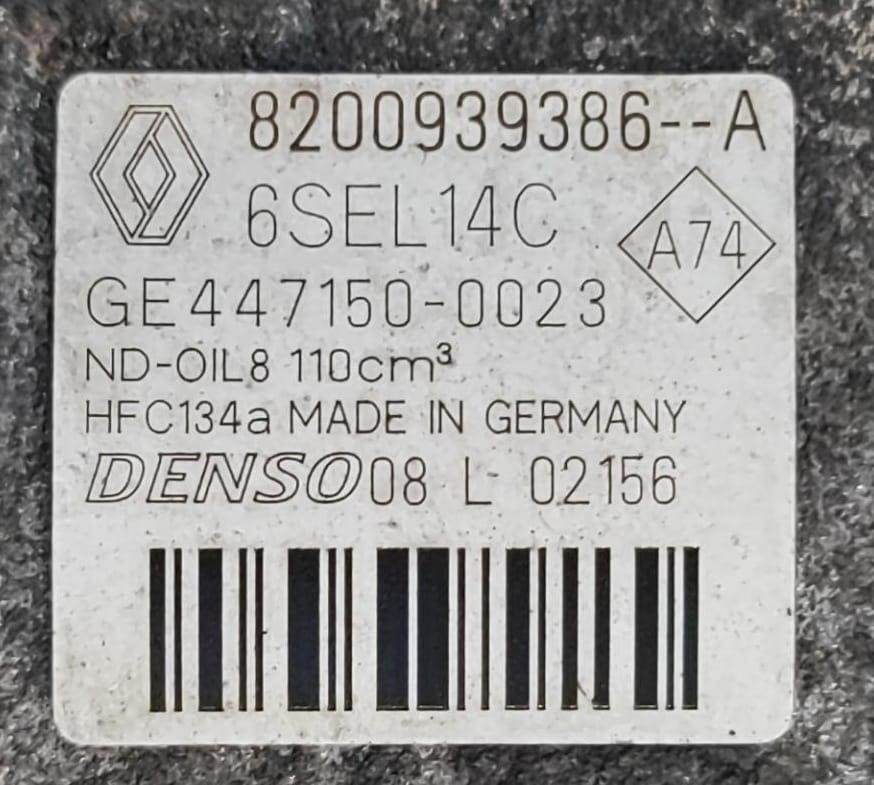 8200939386--A
6SEL14C
A74
GE447150-0023
ND-OIL8 110cm³
HFC134a MADE IN GERMANY
DENSO 08 L 02156